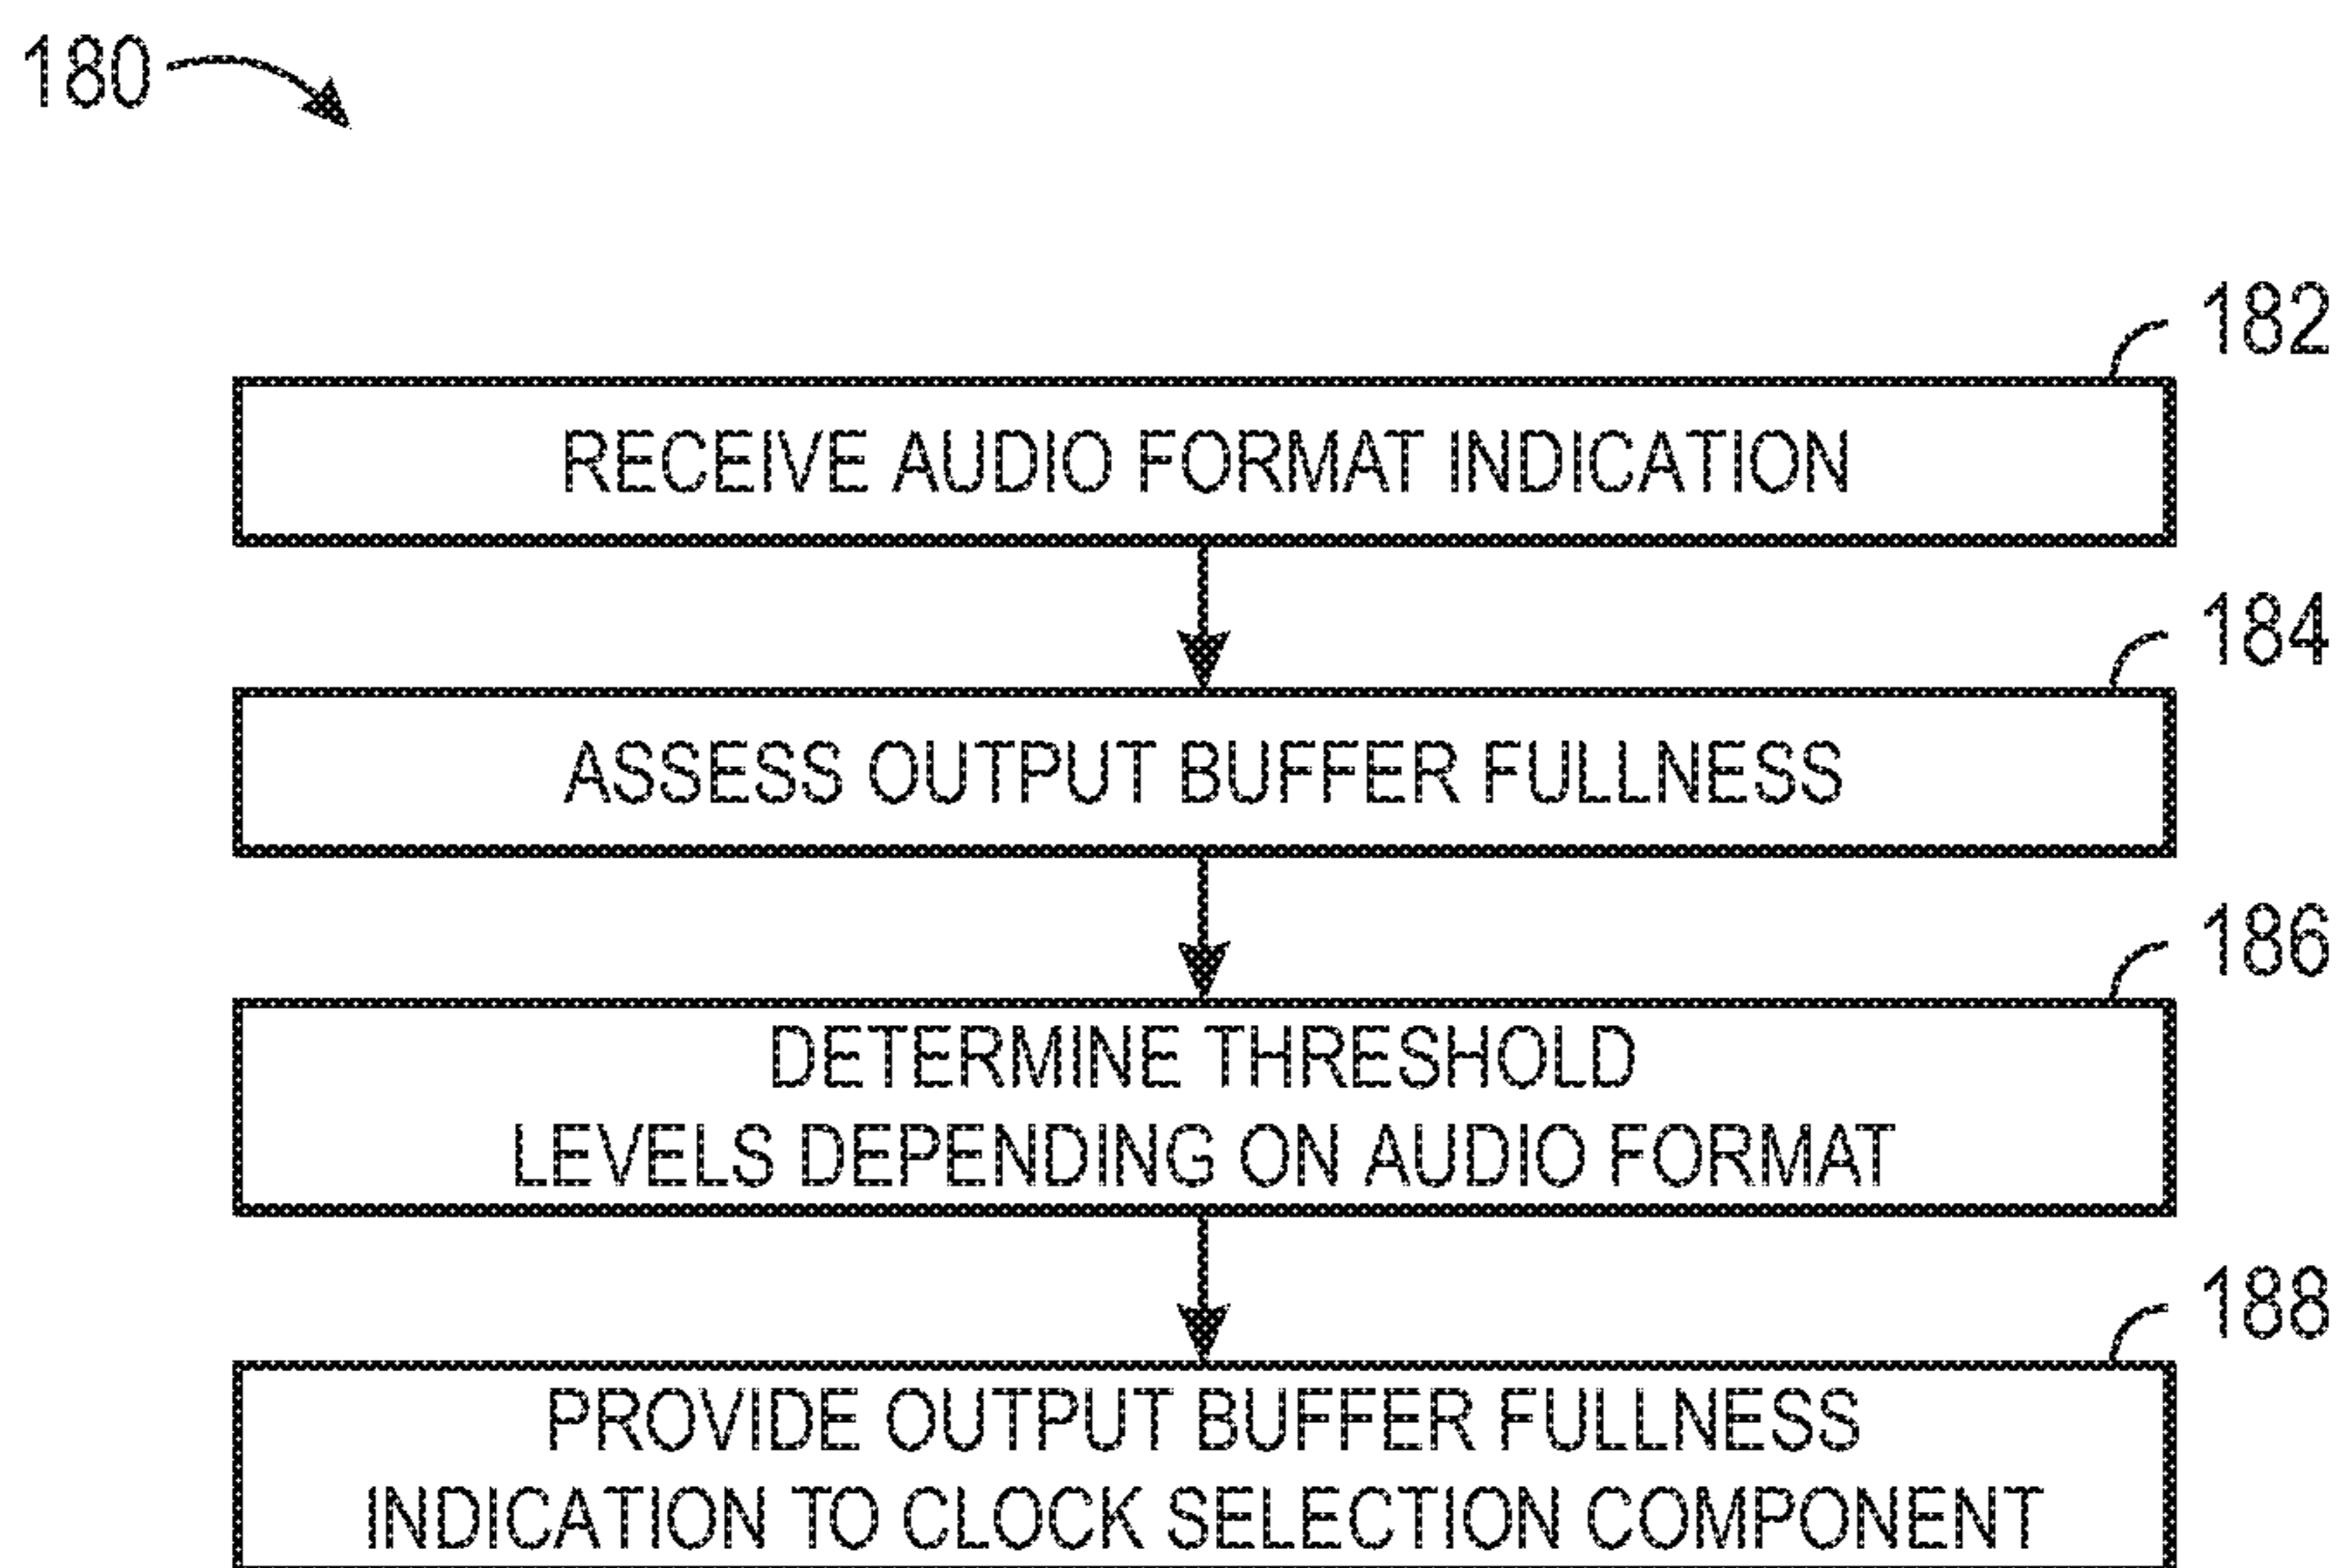 180
182
RECEIVE AUDIO FORMAT INDICATION
184
ASSESS OUTPUT BUFFER FULLNESS
186
DETERMINE THRESHOLD
LEVELS DEPENDING ON AUDIO FORMAT
188
PROVIDE OUTPUT BUFFER FULLNESS
INDICATION TO CLOCK SELECTION COMPONENT